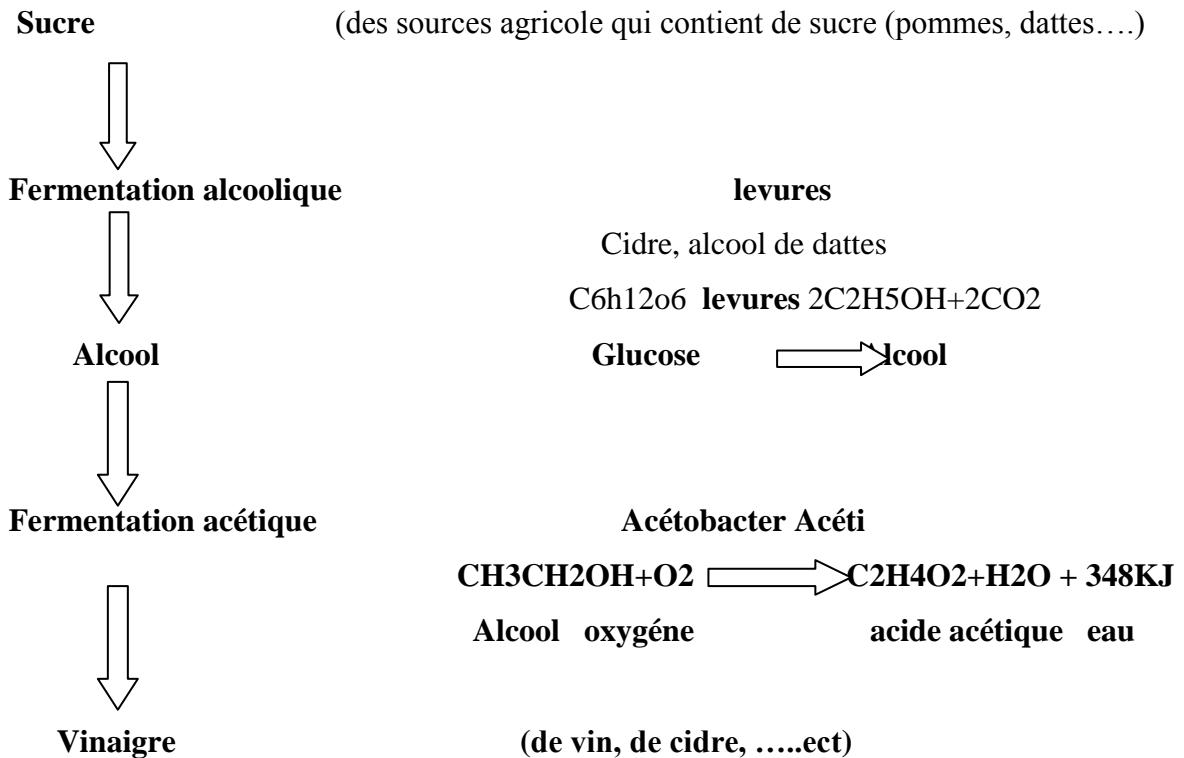 Sucre (des sources agricole qui contient de sucre (pommes, dattes….)
Fermentation alcoolique levures
Cidre, alcool de dattes
C6h12o6 levures 2C2H5OH+2CO2
Alcool Glucose Alcool
Fermentation acétique Acétobacter Acéti
CH3CH2OH+O2 C2H4O2+H2O + 348KJ
Alcool oxygéne acide acétique eau
Vinaigre (de vin, de cidre, …..ect)